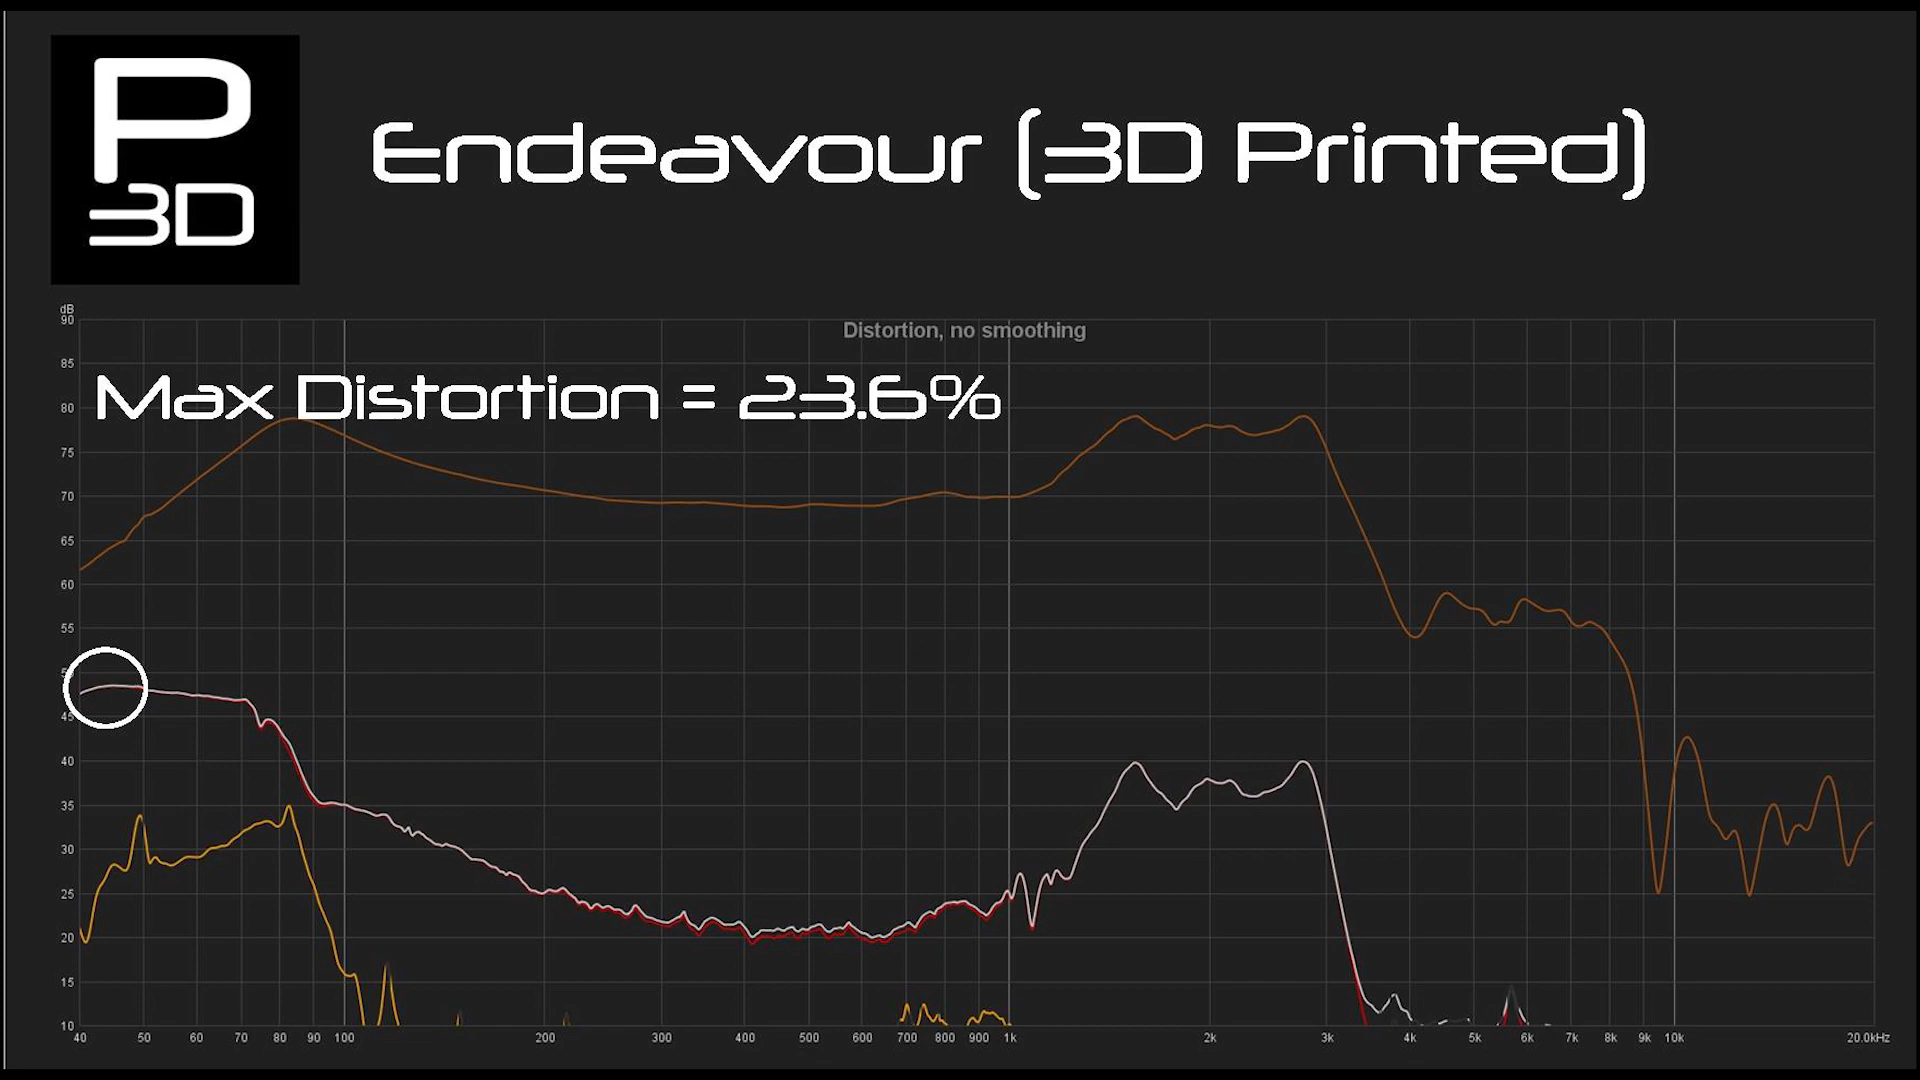 P
3D
Endeavour (3D Printed)
dB
Distortion, no smoothing
Max Distortion = 23.6%
90
85
80
75
70
65
60
55
45
40
35
30
25
20
15
10
40 50 60 70 80 90 100 200 300 400 500 600 700 800 900 1k 2k 3k 4k 5k 6k 7k 8k 9k 10k 20.0kHz